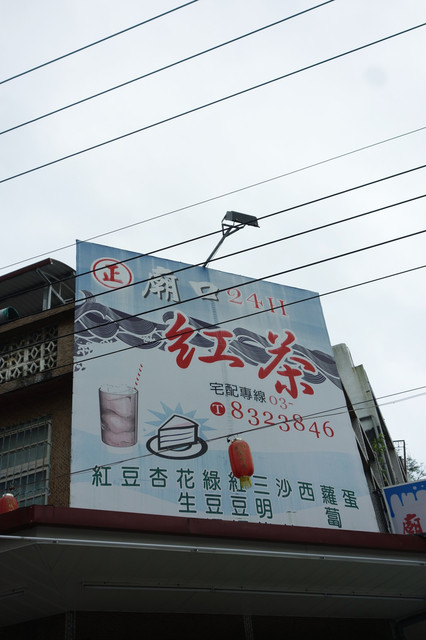 正 廟口24H
紅茶
宅配專線03-
8323846
紅豆杏花綠紅三沙西蘿蛋
生豆豆明 蔔
廟